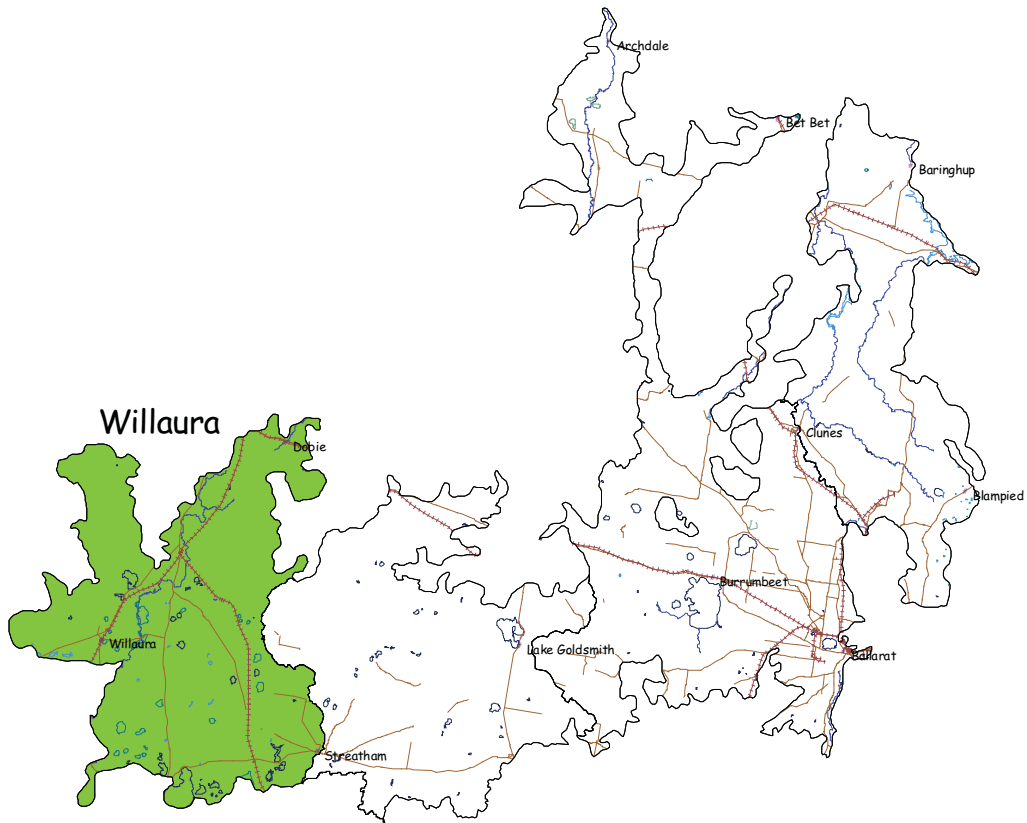 Archdale
Bet Bet
Baringhup
Willaura
Clunes
Dobie
Blampied
Burrumbeet
Willaura
Lake Goldsmith
Ballarat
Streatham